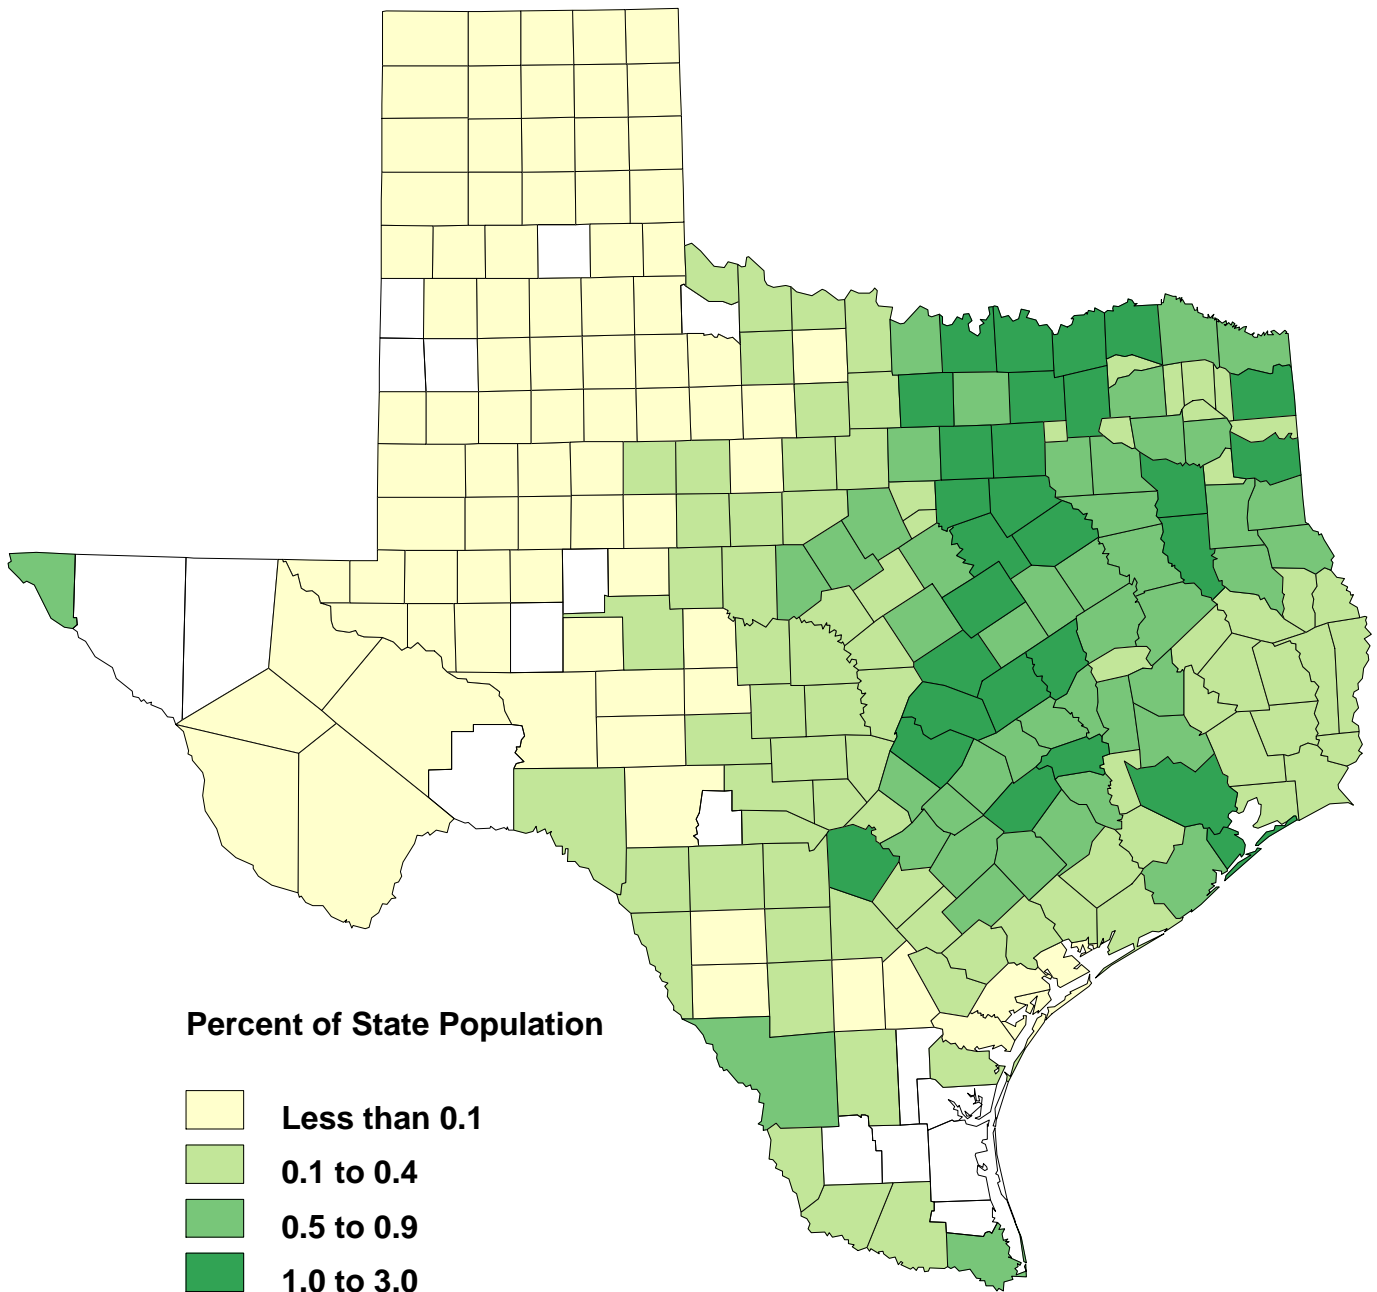 Percent of State Population
Less than 0.1
0.1 to 0.4
0.5 to 0.9
1.0 to 3.0